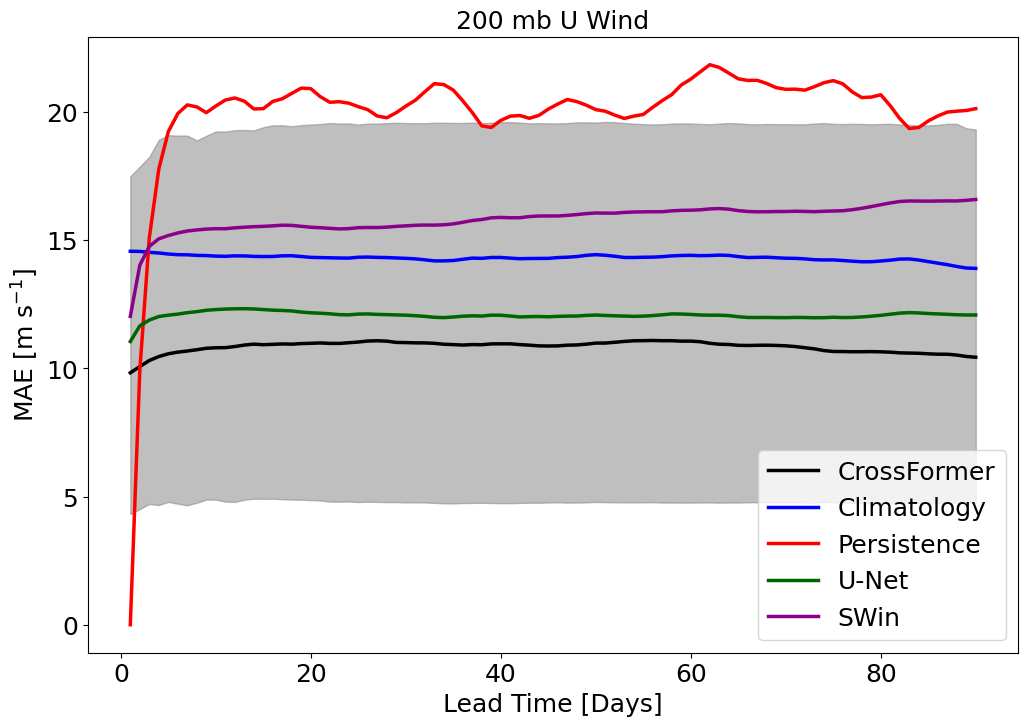 200 mb U Wind
MAE [m s⁻¹]
20
15
10
5
0
0 20 40 60 80
Lead Time [Days]
CrossFormer
Climatology
Persistence
U-Net
SWin